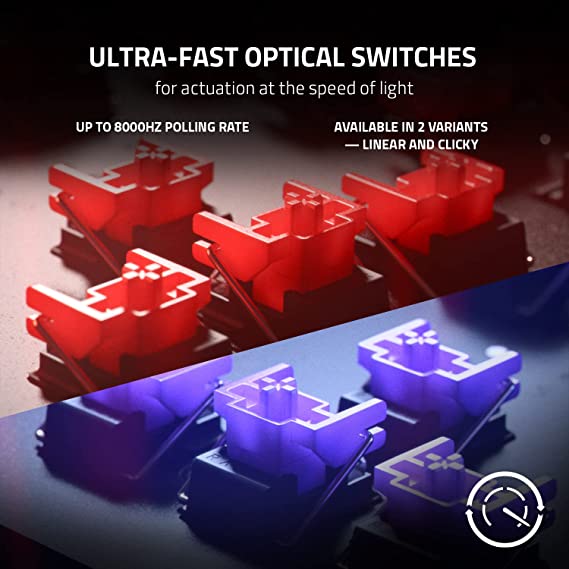 ULTRA-FAST OPTICAL SWITCHES
for actuation at the speed of light
UP TO 8000HZ POLLING RATE
AVAILABLE IN 2 VARIANTS
— LINEAR AND CLICKY